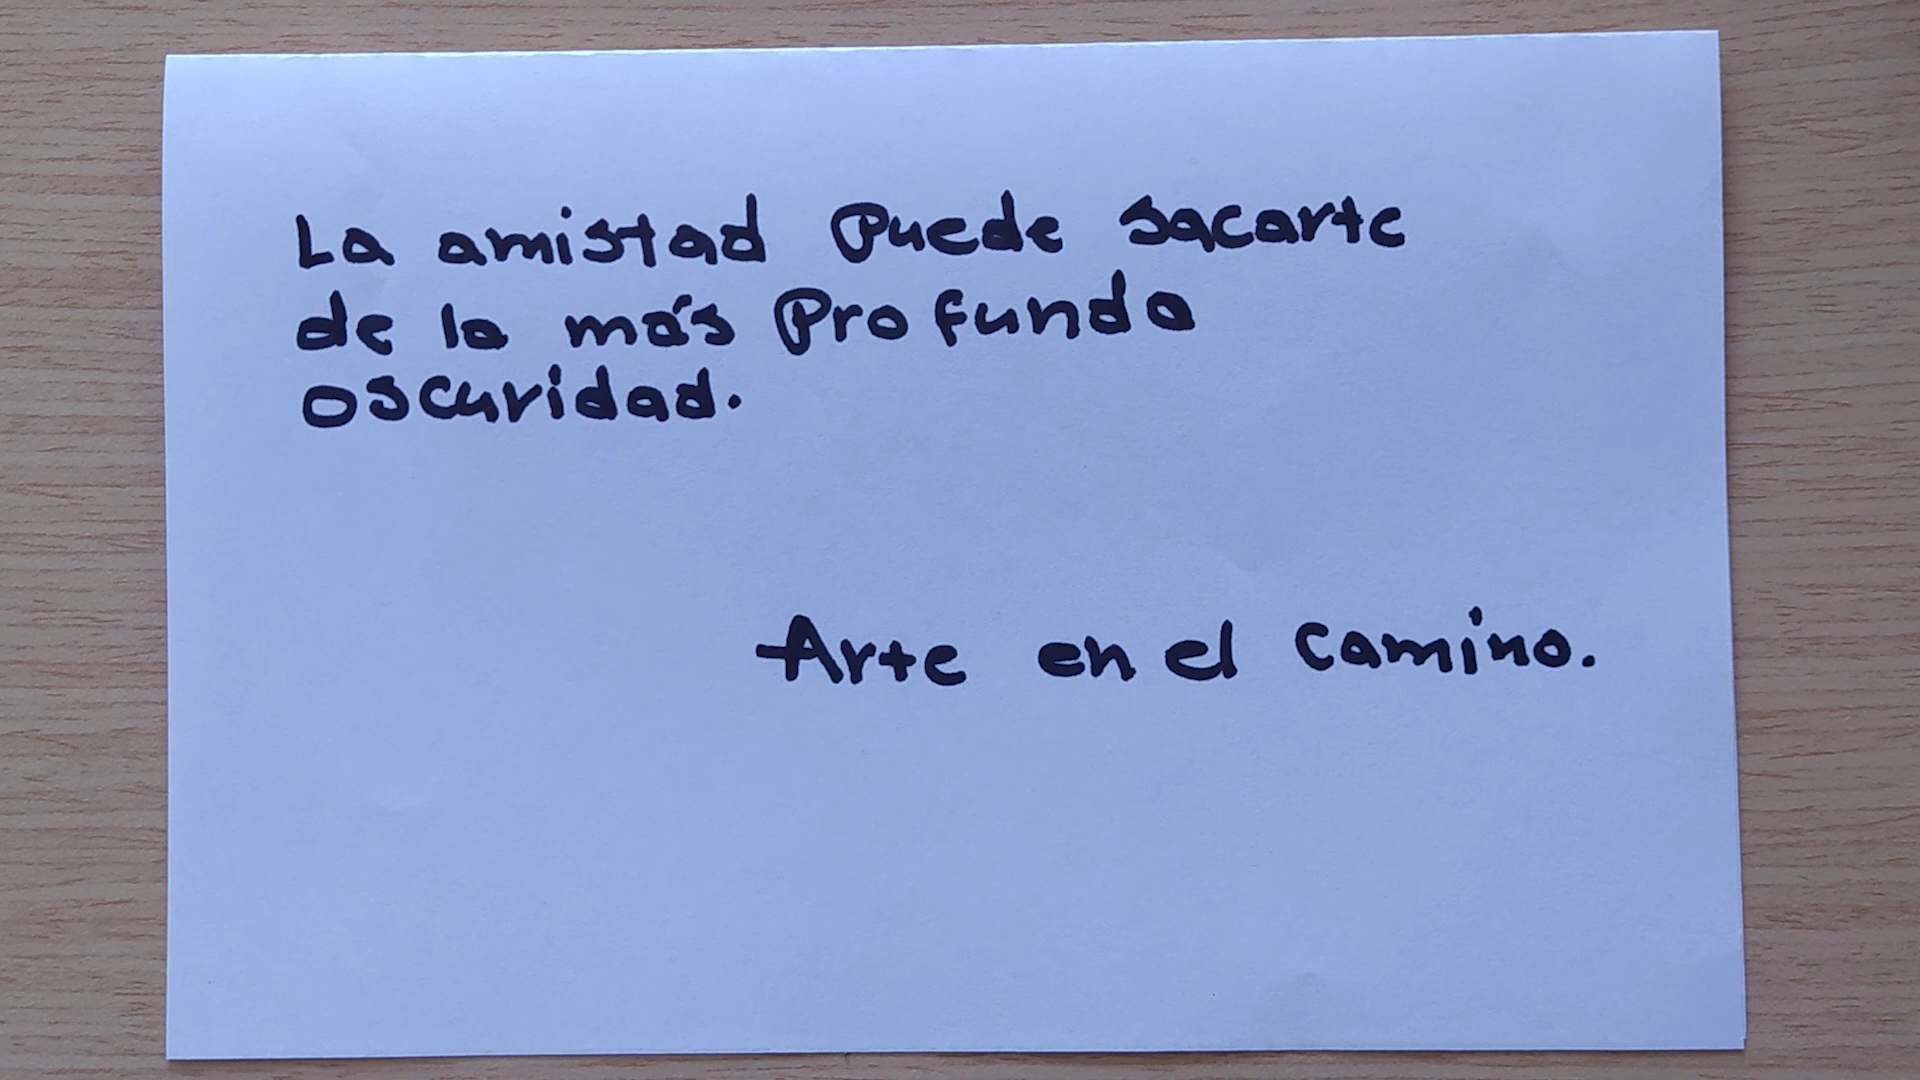 La amistad puede sacarte
de la más profunda
oscuridad.
Arte en el camino.